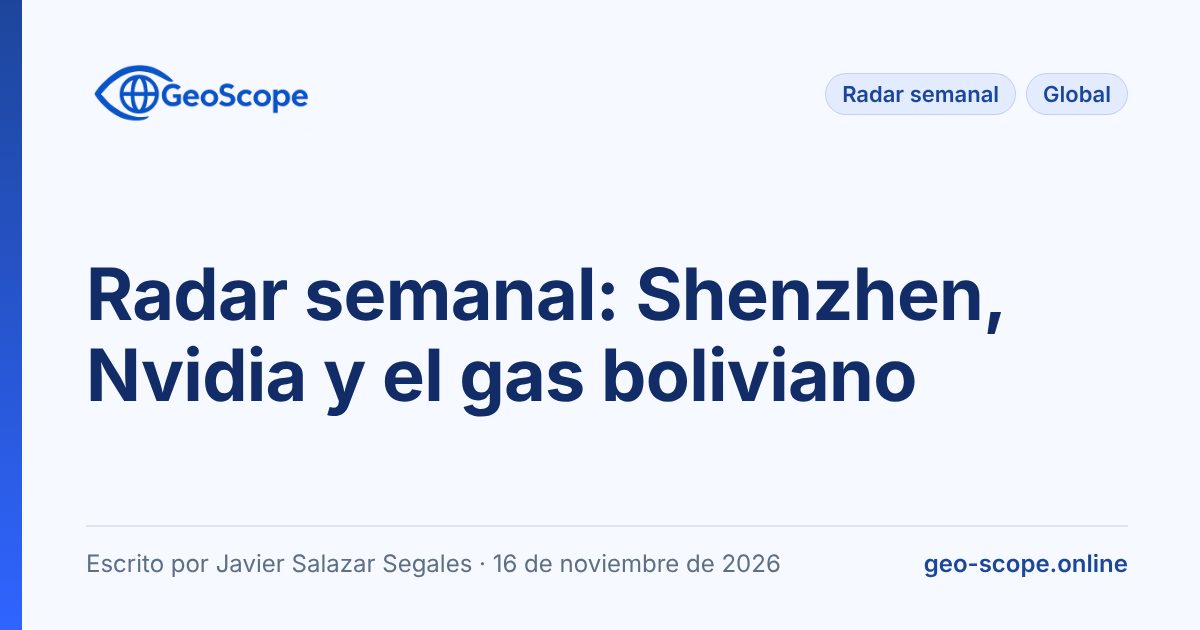 GeoScope
Radar semanal
Global
Radar semanal: Shenzhen,
Nvidia y el gas boliviano
Escrito por Javier Salazar Segales · 16 de noviembre de 2026
geo-scope.online